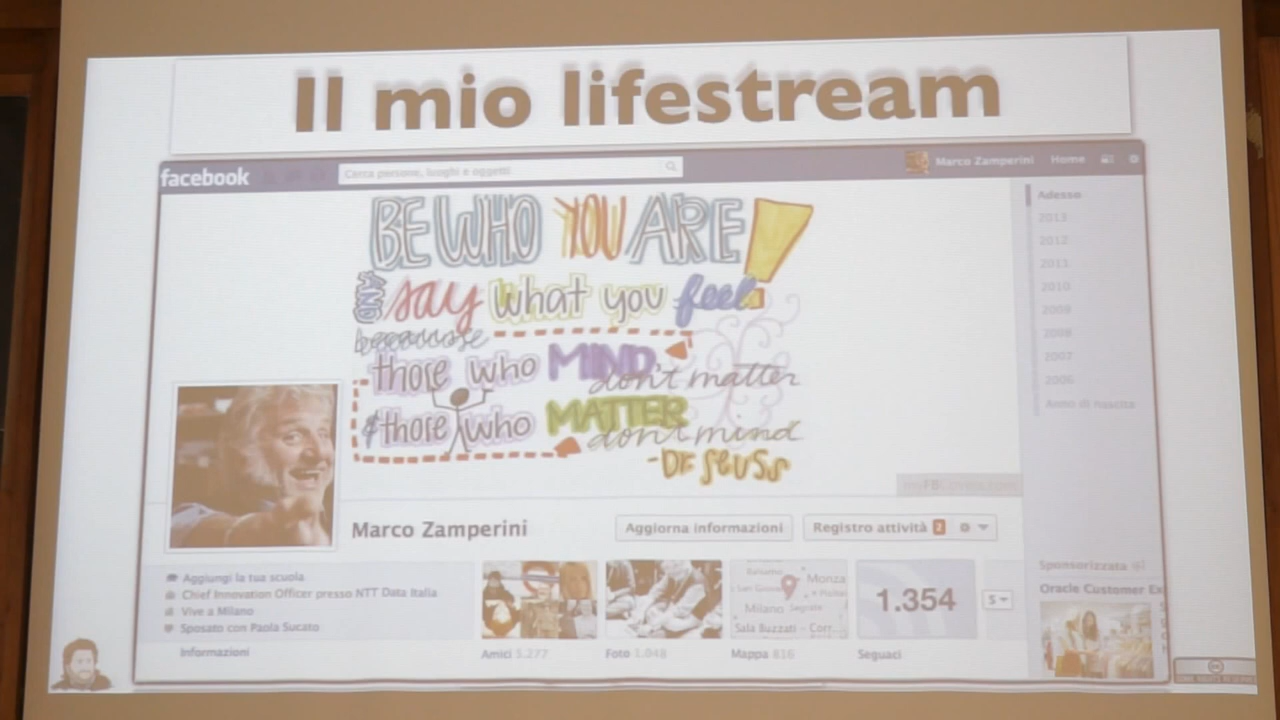 Il mio lifestream
facebook
Cerca persone, luoghi e oggetti
Marco Zamperini Home
BE WHO YOU ARE!
AND say what you feel!
becausse
those who MIND don't matter
& those who MATTER don't mind
-DR. SEUSS
Adesso
2013
2012
2011
2010
2009
2008
2007
2006
Anno di nascita
Marco Zamperini
Aggiorna informazioni
Registro attività 2
Aggiungi la tua scuola
Chief Innovation Officer presso NTT Data Italia
Vive a Milano
Sposato con Paola Sucato
Informazioni
Monza
Milano Segrate
Sala Buzzati - Corr...
1.354
5
Amici 5.277
Foto 1.048
Mappa 816
Seguaci
Sponsorizzata
Oracle Customer Ex